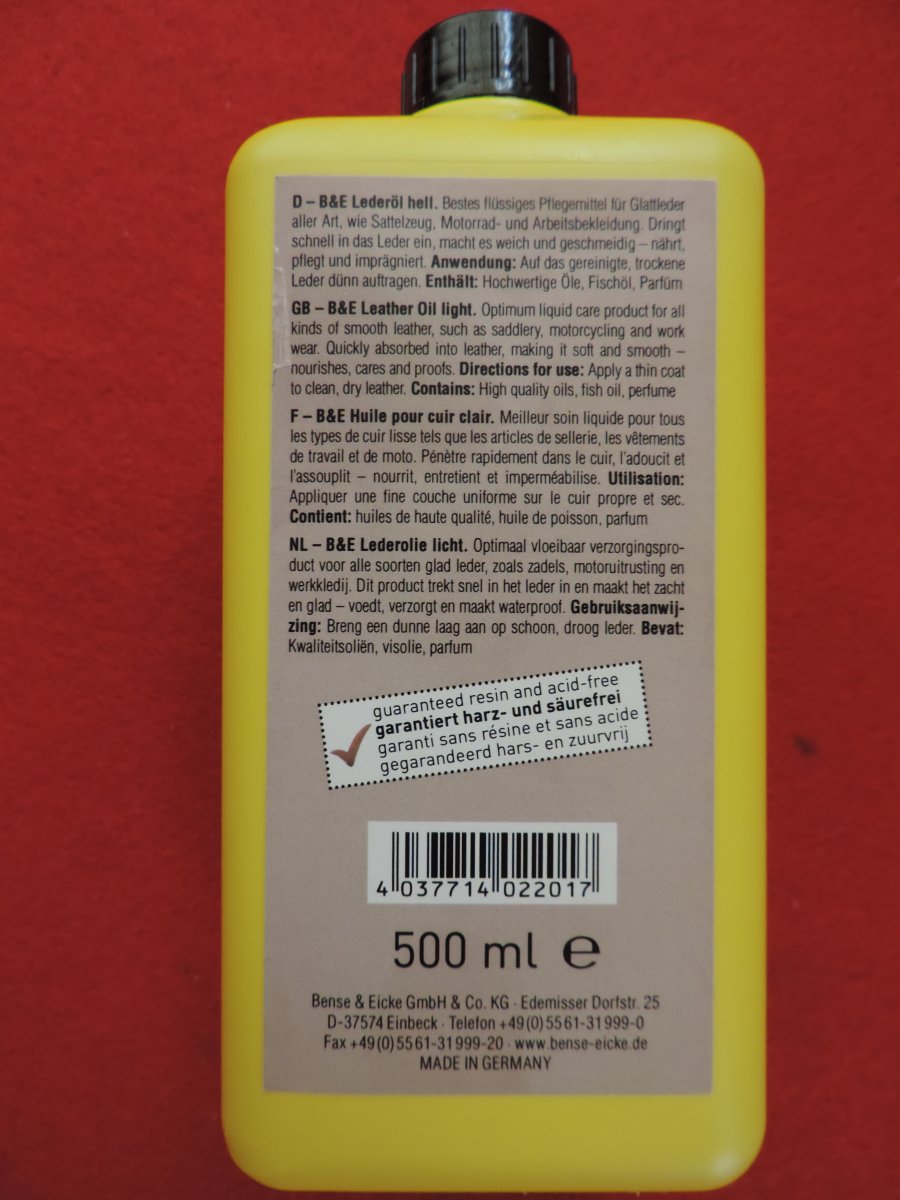 D – B&E Lederöl hell. Bestes flüssiges Pflegemittel für Glattleder
aller Art, wie Sattelzeug, Motorrad- und Arbeitsbekleidung. Dringt
schnell in das Leder ein, macht es weich und geschmeidig – nährt,
pflegt und imprägniert. Anwendung: Auf das gereinigte, trockene
Leder dünn auftragen. Enthält: Hochwertige Öle, Fischöl, Parfüm
GB – B&E Leather Oil light. Optimum liquid care product for all
kinds of smooth leather, such as saddlery, motorcycling and work
wear. Quickly absorbed into leather, making it soft and smooth –
nourishes, cares and proofs. Directions for use: Apply a thin coat
to clean, dry leather. Contains: High quality oils, fish oil, perfume
F – B&E Huile pour cuir clair. Meilleur soin liquide pour tous
les types de cuir lisse tels que les articles de sellerie, les vêtements
de travail et de moto. Pénètre rapidement dans le cuir, l'adoucit et
l'assouplit – nourrit, entretient et imperméabilise. Utilisation:
Appliquer une fine couche uniforme sur le cuir propre et sec.
Contient: huiles de haute qualité, huile de poisson, parfum
NL – B&E Lederolie licht. Optimaal vloeibaar verzorgingspro-
duct voor alle soorten glad leder, zoals zadels, motoruitrusting en
werkkledij. Dit product trekt snel in het leder in en maakt het zacht
en glad – voedt, verzorgt en maakt waterproof. Gebruiksaanwij-
zing: Breng een dunne laag aan op schoon, droog leder. Bevat:
Kwaliteitsoliën, visolie, parfum
guaranteed resin and acid-free
garantiert harz- und säurefrei
garanti sans résine et sans acide
gegarandeerd hars- en zuurvrij
4 037714 022017
500 ml ℮
Bense & Eicke GmbH & Co. KG · Edemisser Dorfstr. 25
D-37574 Einbeck · Telefon +49(0)5561-31999-0
Fax +49(0)5561-31999-20 · www.bense-eicke.de
MADE IN GERMANY